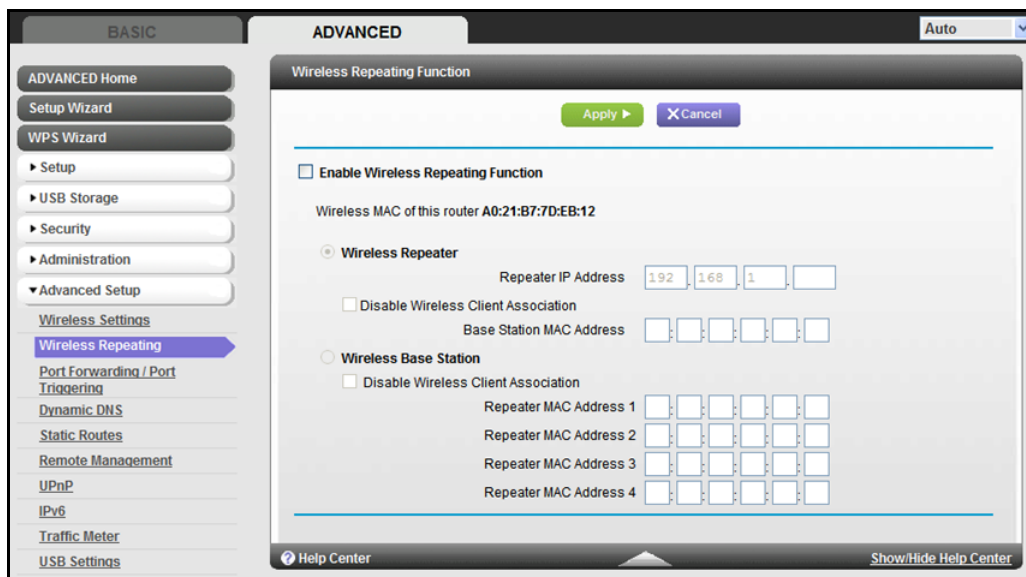 BASIC
ADVANCED
Auto
ADVANCED Home
Setup Wizard
WPS Wizard
Setup
USB Storage
Security
Administration
Advanced Setup
Wireless Settings
Wireless Repeating
Port Forwarding / Port
Triggering
Dynamic DNS
Static Routes
Remote Management
UPnP
IPv6
Traffic Meter
USB Settings
Wireless Repeating Function
Apply
X Cancel
Enable Wireless Repeating Function
Wireless MAC of this router A0:21:B7:7D:EB:12
Wireless Repeater
Repeater IP Address 192 . 168 . 1 .
Disable Wireless Client Association
Base Station MAC Address : : : : :
Wireless Base Station
Disable Wireless Client Association
Repeater MAC Address 1 : : : : :
Repeater MAC Address 2 : : : : :
Repeater MAC Address 3 : : : : :
Repeater MAC Address 4 : : : : :
? Help Center
Show/Hide Help Center